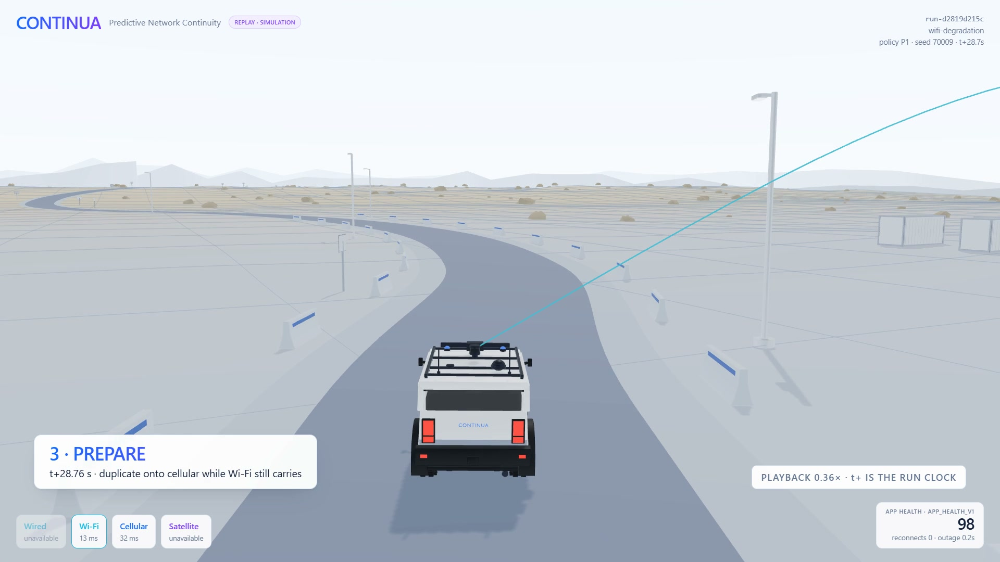 CONTINUA Predictive Network Continuity REPLAY · SIMULATION
run-d2819d215c
wifi-degradation
policy P1 · seed 70009 · t+28.7s
CONTINUA
3 · PREPARE
t+28.76 s · duplicate onto cellular while Wi-Fi still carries
PLAYBACK 0.36× · t+ IS THE RUN CLOCK
Wired
unavailable
Wi-Fi
13 ms
Cellular
32 ms
Satellite
unavailable
APP HEALTH · APP_HEALTH_V1
98
reconnects 0 · outage 0.2s